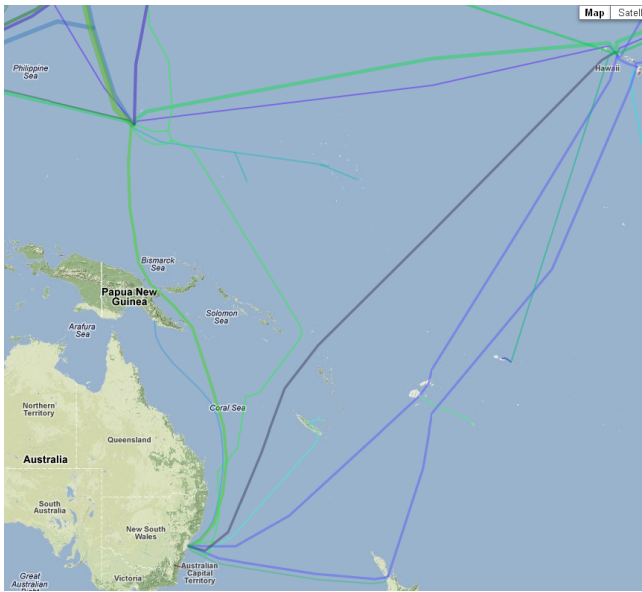 Map
Satell
Philippine
Sea
Hawaii
Bismarck
Sea
Papua New
Guinea
Solomon
Sea
Arafura
Sea
Coral Sea
Northern
Territory
Queensland
Australia
South
Australia
New South
Wales
Australian
Capital
Territory
Victoria
Great
Australian